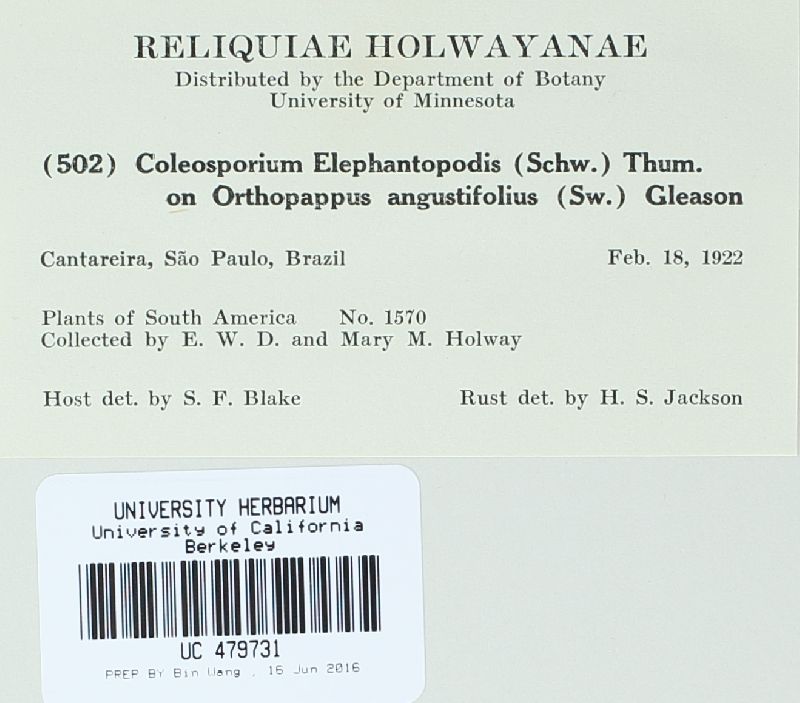 RELIQUIAE HOLWAYANAE
Distributed by the Department of Botany
University of Minnesota
(502) Coleosporium Elephantopodis (Schw.) Thum.
on Orthopappus angustifolius (Sw.) Gleason
Cantareira, São Paulo, Brazil Feb. 18, 1922
Plants of South America No. 1570
Collected by E. W. D. and Mary M. Holway
Host det. by S. F. Blake Rust det. by H. S. Jackson
UNIVERSITY HERBARIUM
University of California
Berkeley
UC 479731
PREP BY Bin Wang , 16 Jun 2016